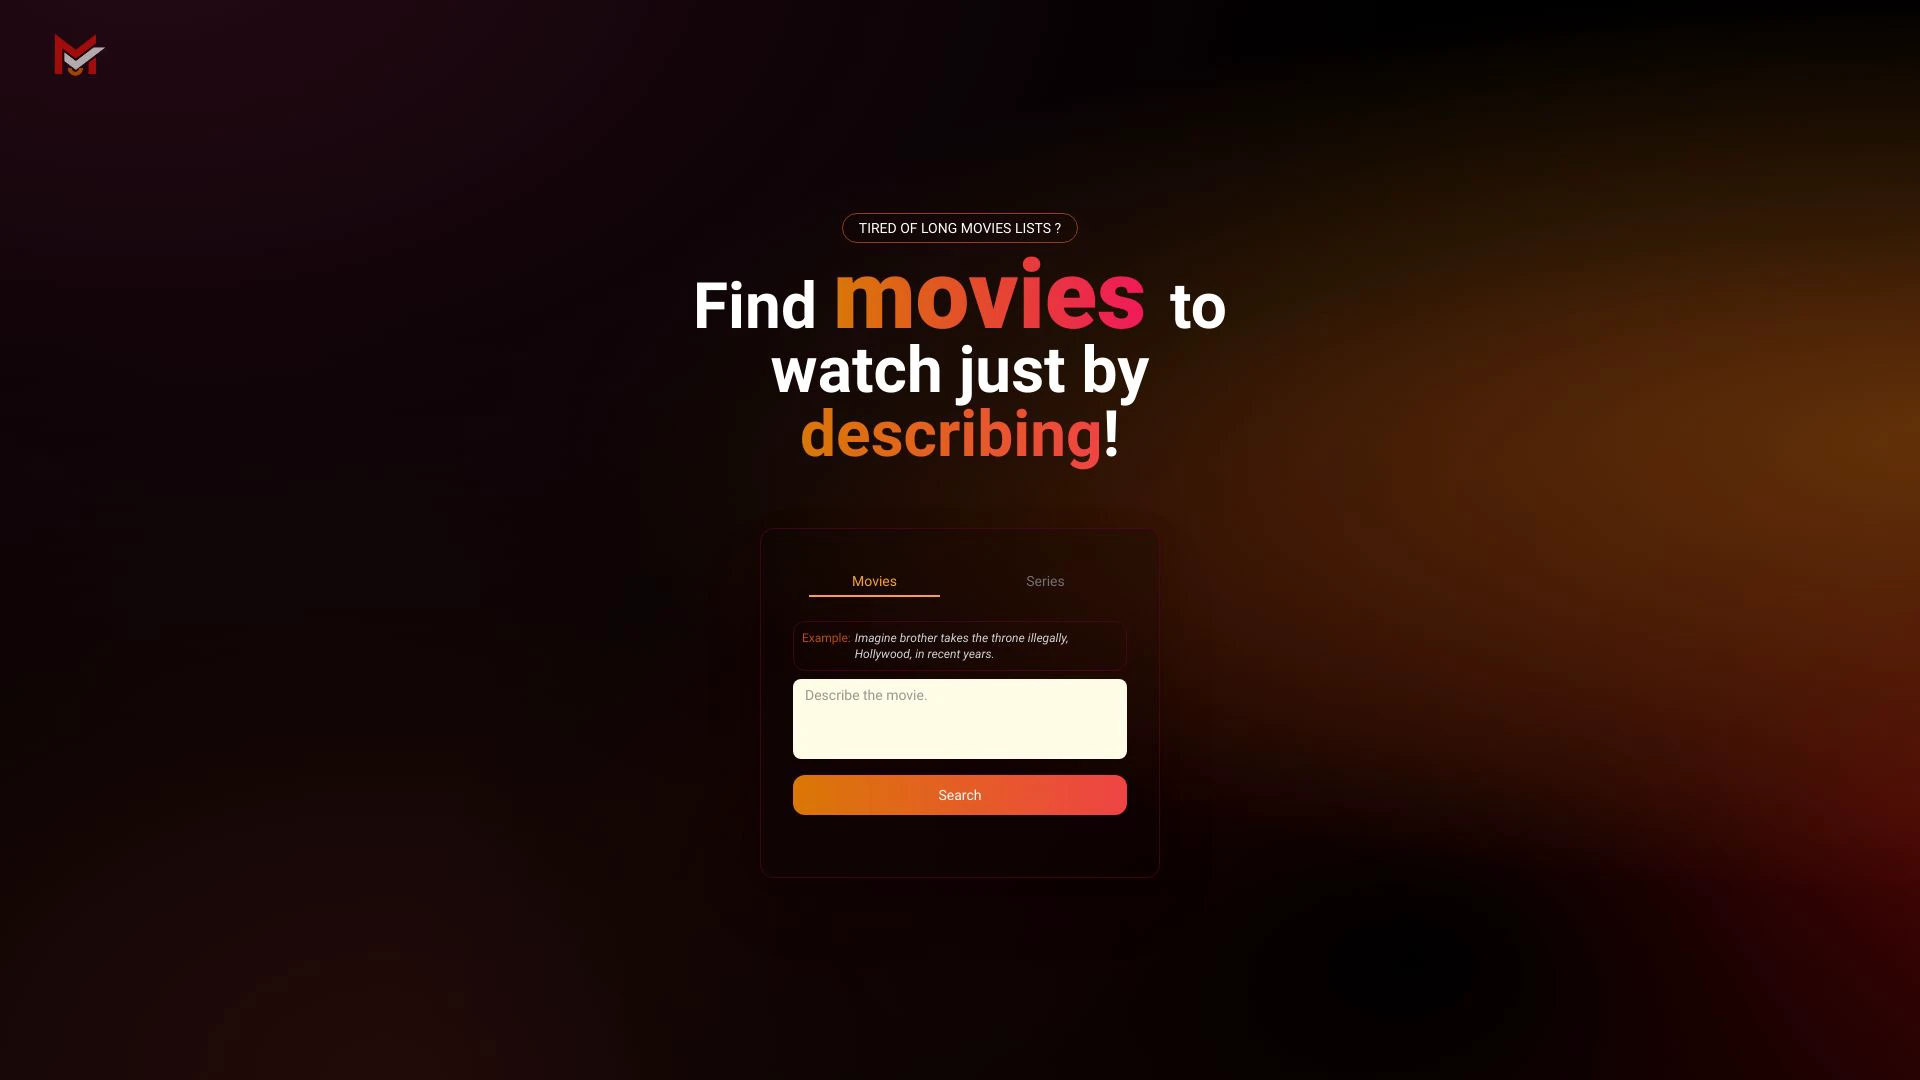 TIRED OF LONG MOVIES LISTS ?
Find movies to
watch just by
describing!
Movies
Series
Example: Imagine brother takes the throne illegally,
Hollywood, in recent years.
Describe the movie.
Search